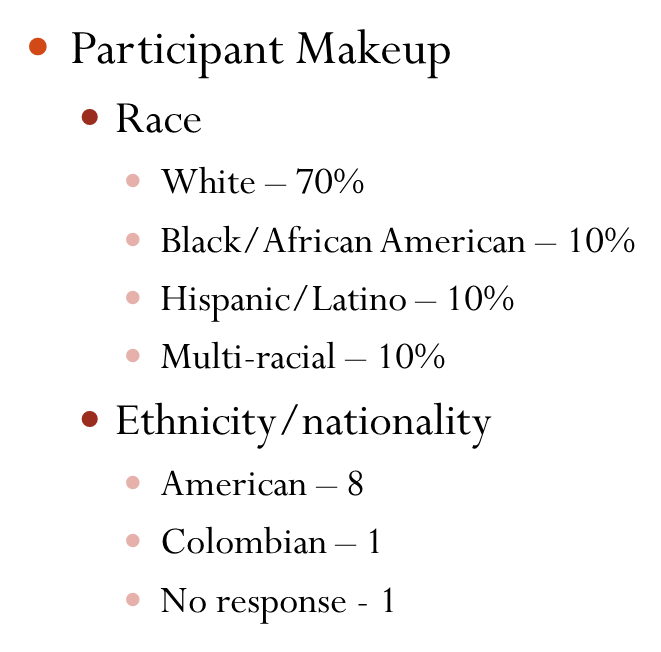 Participant Makeup
Race
White – 70%
Black/African American – 10%
Hispanic/Latino – 10%
Multi-racial – 10%
Ethnicity/nationality
American – 8
Colombian – 1
No response - 1